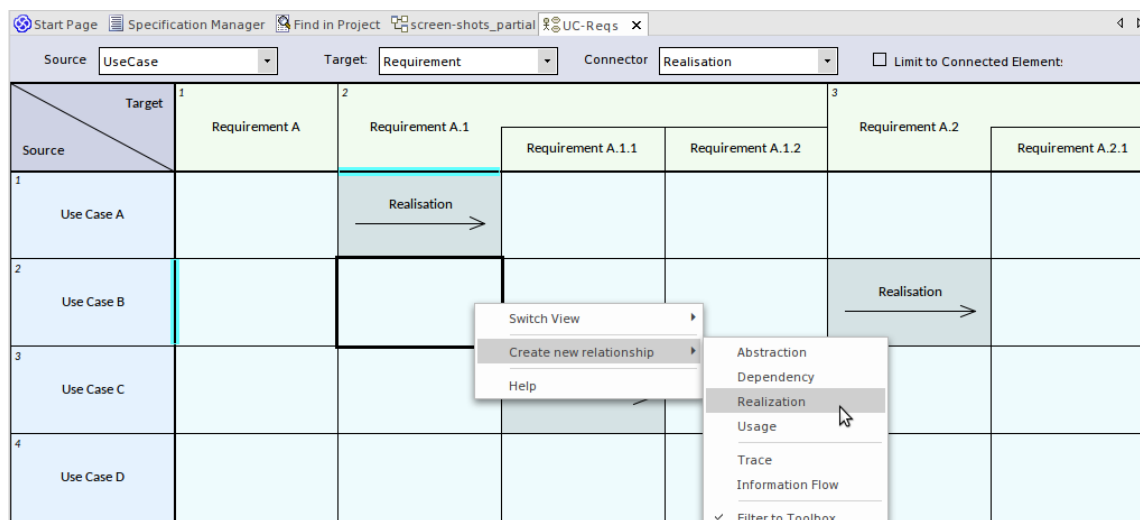 Start Page Specification Manager Find in Project screen-shots_partial UC-Reqs X
Source UseCase Target: Requirement Connector Realisation Limit to Connected Element:
Target 1 2 3
Requirement A Requirement A.1 Requirement A.2
Source Requirement A.1.1 Requirement A.1.2 Requirement A.2.1
1
Use Case A Realisation
2
Use Case B Realisation
Switch View
Create new relationship
Help
Abstraction
Dependency
Realization
Usage
Trace
Information Flow
Filter to Toolbox
3
Use Case C
4
Use Case D